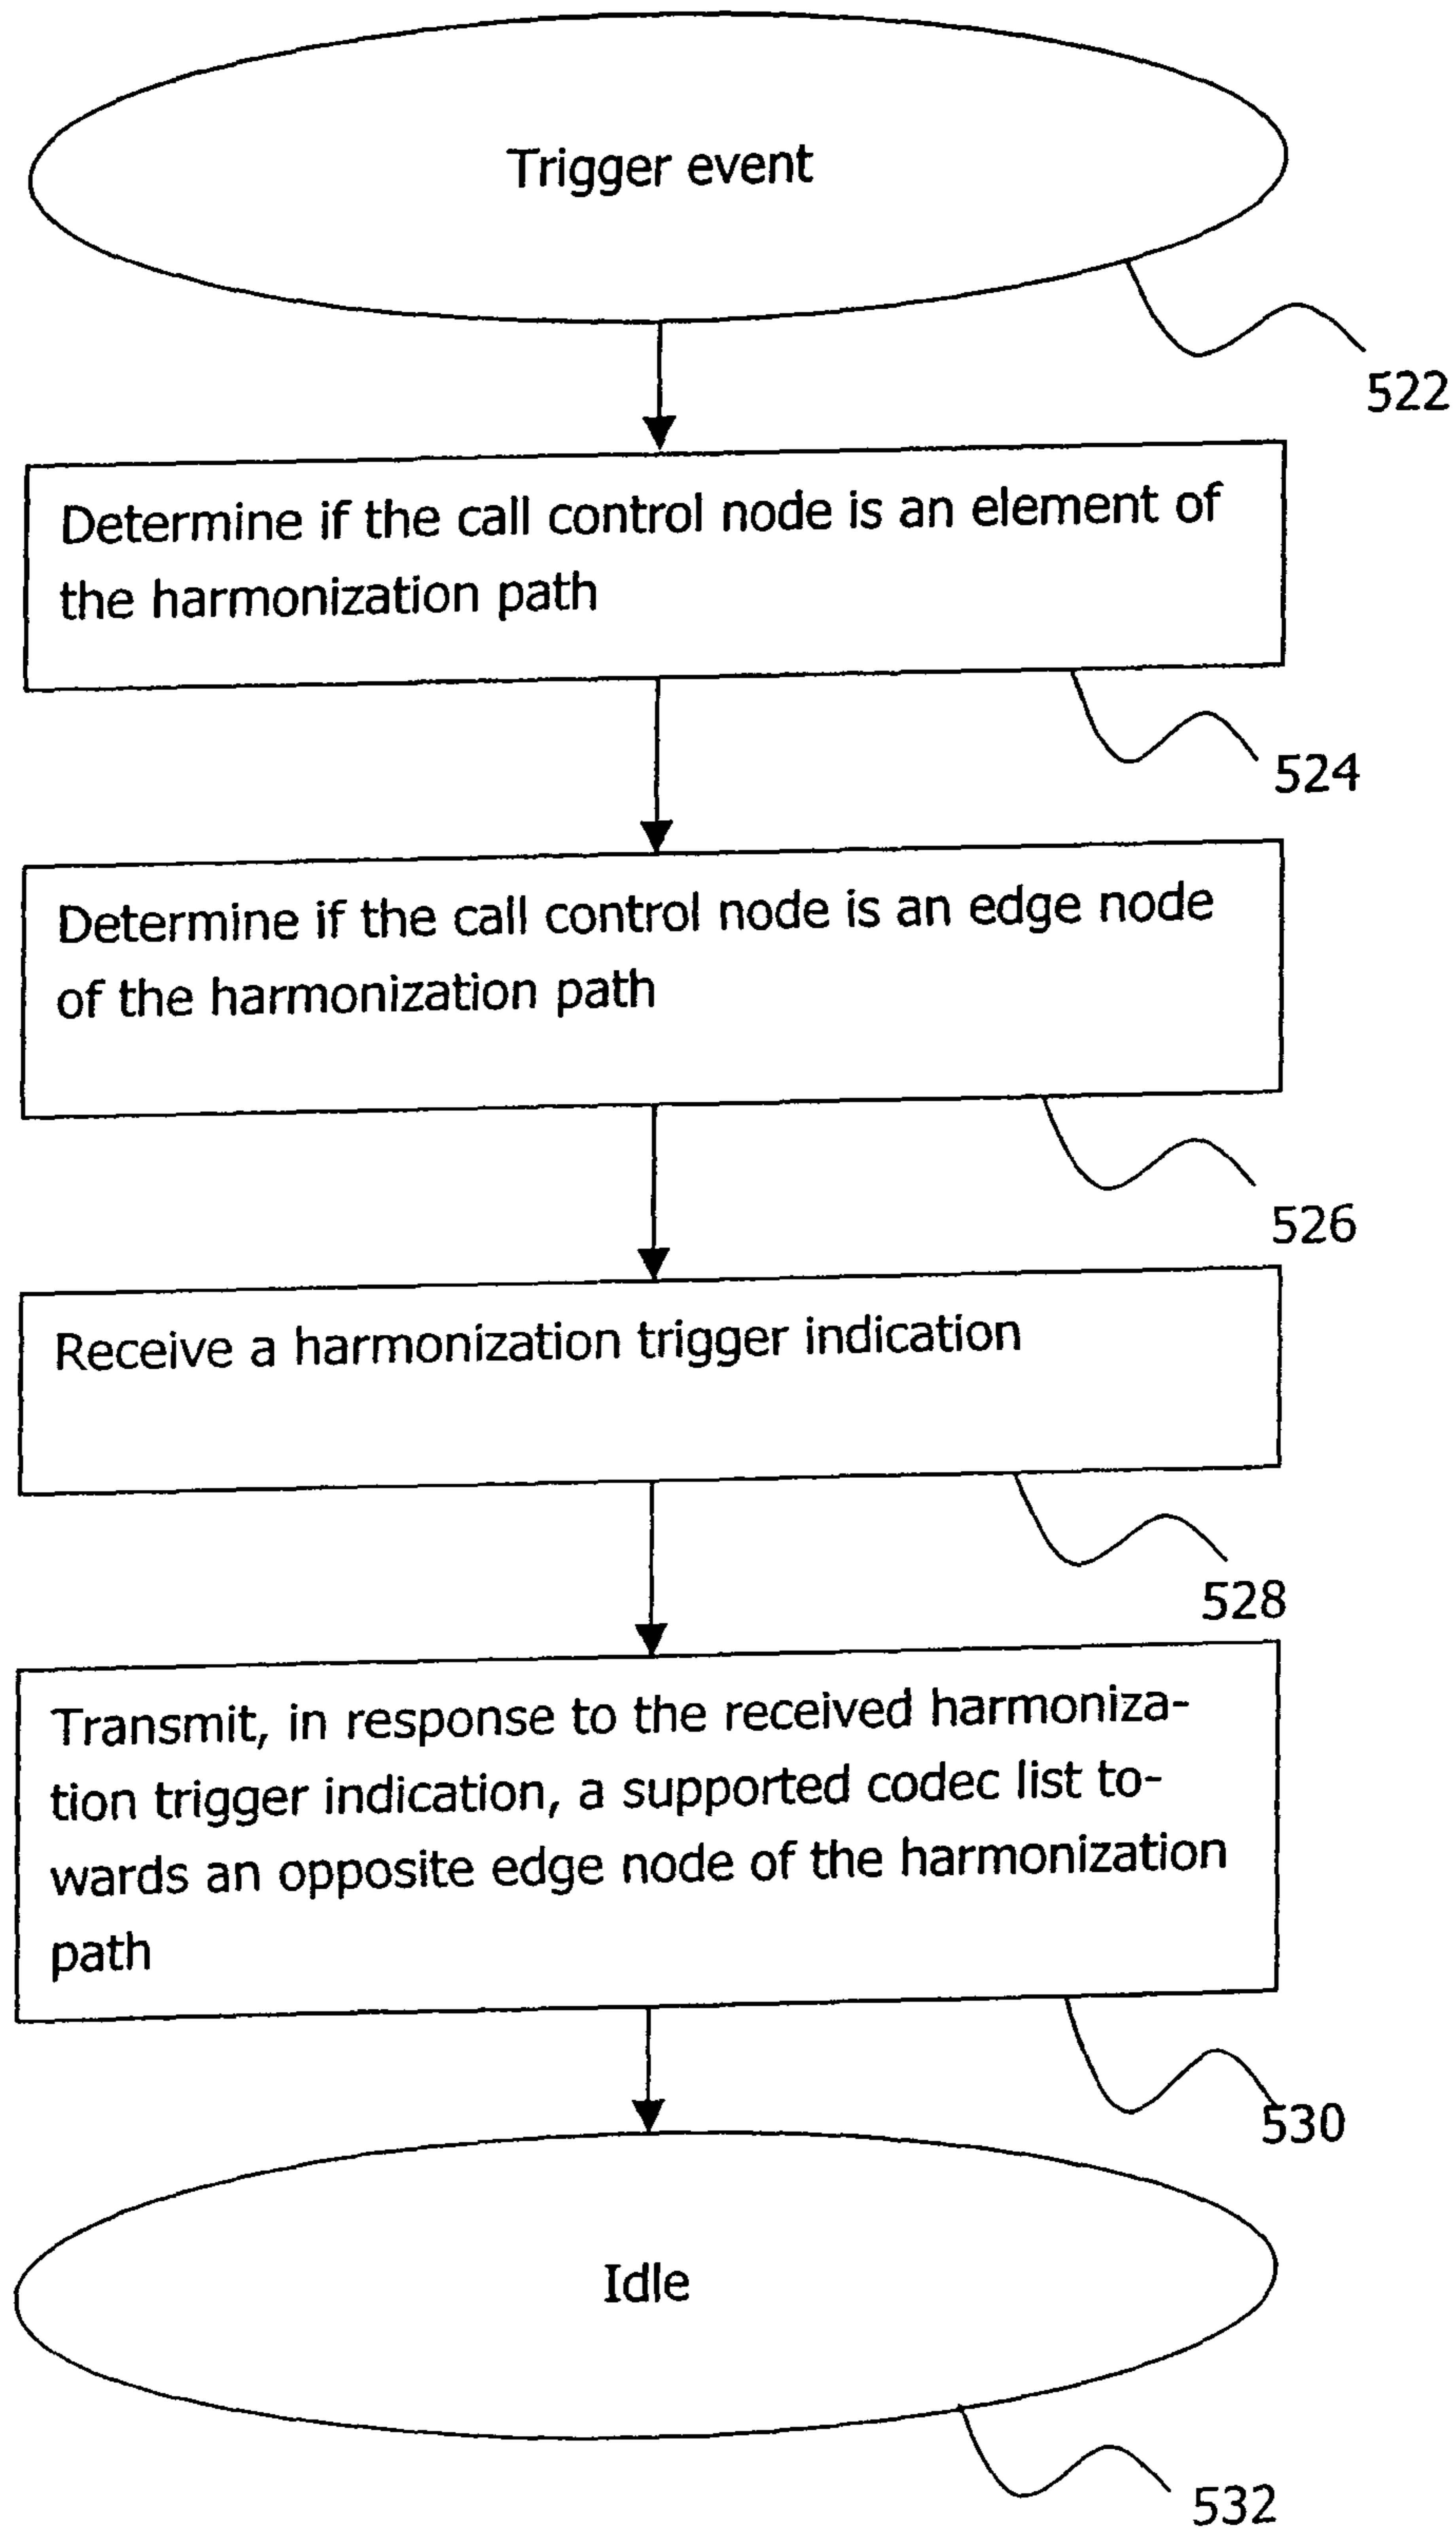 Trigger event
522
Determine if the call control node is an element of
the harmonization path
524
Determine if the call control node is an edge node
of the harmonization path
526
Receive a harmonization trigger indication
528
Transmit, in response to the received harmoniza-
tion trigger indication, a supported codec list to-
wards an opposite edge node of the harmonization
path
530
Idle
532